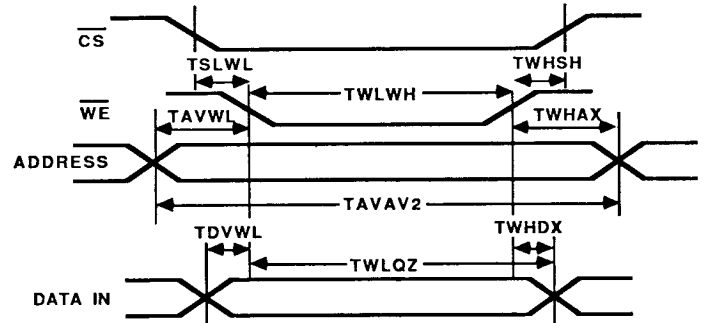 CS
TSLWL
TWHSH
TWLWH
WE
TAVWL
TWHAX
ADDRESS
TAVAV2
TDVWL
TWHDX
TWLQZ
DATA IN